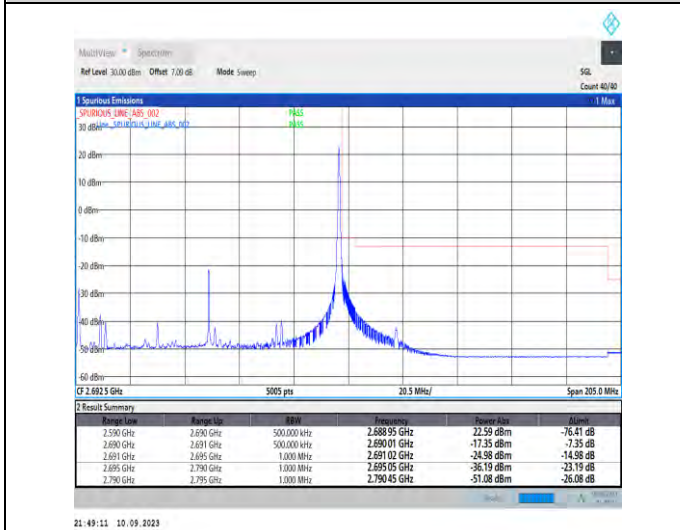 MultiView Spectrum
Ref Level 30.00 dBm Offset 7.09 dB Mode Sweep SGL
Count 40/40
1 Spurious Emissions 1 Max
_SPURIOUS_LINE_ABS_002 PASS
Line _SPURIOUS_LINE_ABS_002 PASS
30 dBm
20 dBm
10 dBm
0 dBm
-10 dBm
-20 dBm
-30 dBm
-40 dBm
-50 dBm
-60 dBm
CF 2.692 5 GHz 5005 pts 20.5 MHz/ Span 205.0 MHz
2 Result Summary
Range Low Range Up RBW Frequency Power Abs ΔLimit
2.590 GHz 2.690 GHz 500.000 kHz 2.688 95 GHz 22.59 dBm -76.41 dB
2.690 GHz 2.691 GHz 500.000 kHz 2.690 01 GHz -17.35 dBm -7.35 dB
2.691 GHz 2.695 GHz 1.000 MHz 2.691 02 GHz -24.98 dBm -14.98 dB
2.695 GHz 2.790 GHz 1.000 MHz 2.695 05 GHz -36.19 dBm -23.19 dB
2.790 GHz 2.795 GHz 1.000 MHz 2.790 45 GHz -51.08 dBm -26.08 dB
21:49:11 10.09.2023